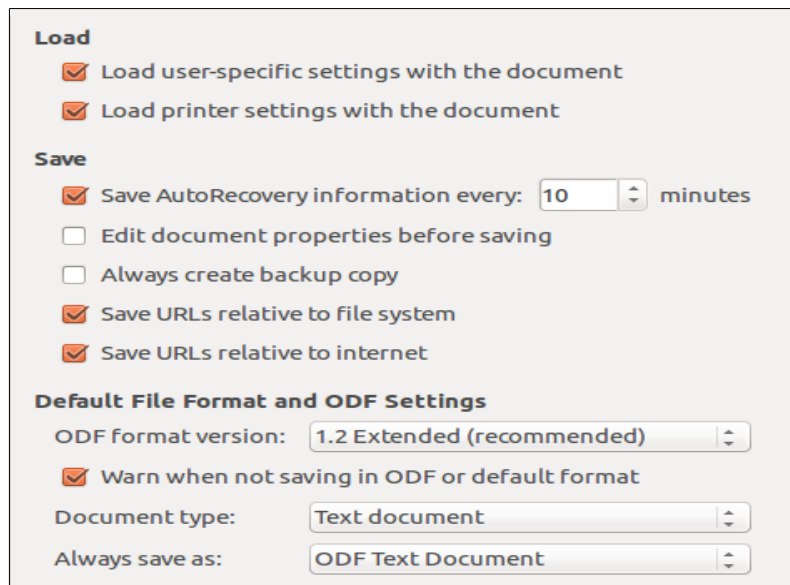 Load
Load user-specific settings with the document
Load printer settings with the document
Save
Save AutoRecovery information every: 10 minutes
Edit document properties before saving
Always create backup copy
Save URLs relative to file system
Save URLs relative to internet
Default File Format and ODF Settings
ODF format version: 1.2 Extended (recommended)
Warn when not saving in ODF or default format
Document type: Text document
Always save as: ODF Text Document